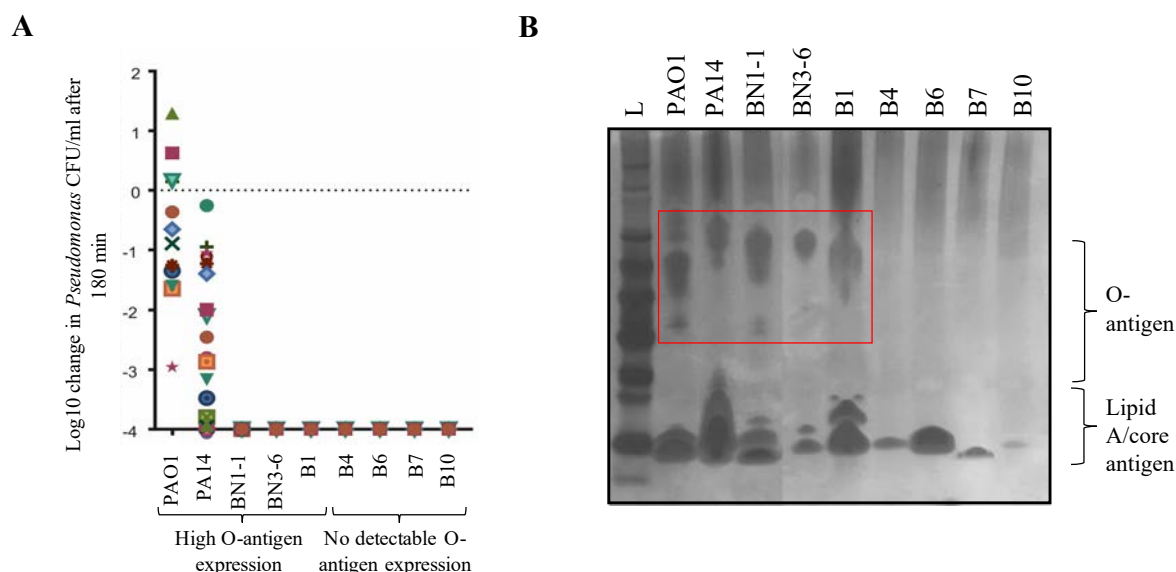 A
Log10 change in Pseudomonas CFU/ml after
180 min
2
1
0
-1
-2
-3
-4
PAO1
PA14
BN1-1
BN3-6
B1
B4
B6
B7
B10
High O-antigen
expression
No detectable O-
antigen expression
B
L
PAO1
PA14
BN1-1
BN3-6
B1
B4
B6
B7
B10
O-
antigen
Lipid
A/core
antigen